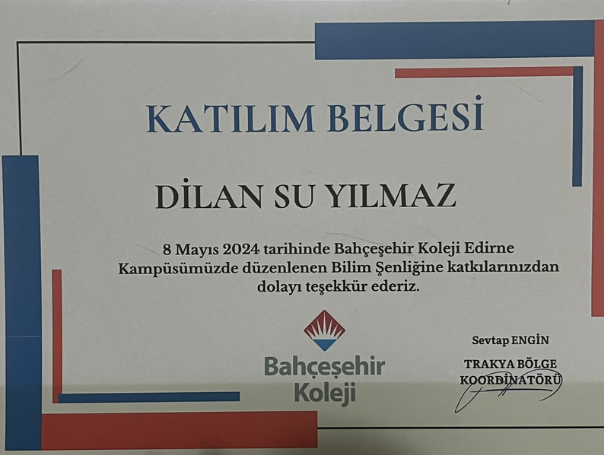 KATILIM BELGESİ
DİLAN SU YILMAZ
8 Mayıs 2024 tarihinde Bahçeşehir Koleji Edirne
Kampüsümüzde düzenlenen Bilim Şenliğine katkılarınızdan
dolayı teşekkür ederiz.
Bahçeşehir
Koleji
Sevtap ENGİN
TRAKYA BÖLGE
KOORDİNATÖRÜ